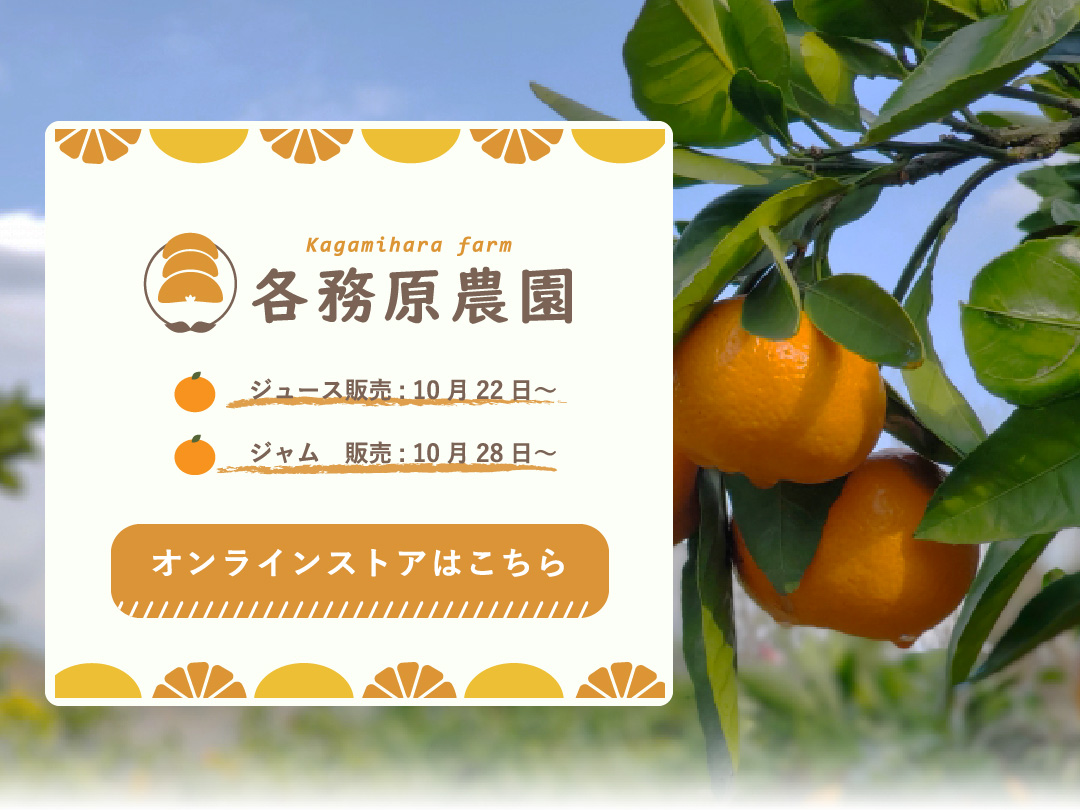 Kagamihara farm
各務原農園
ジュース販売 : 10 月 22 日～
ジャム　販売 : 10 月 28 日～
オンラインストアはこちら